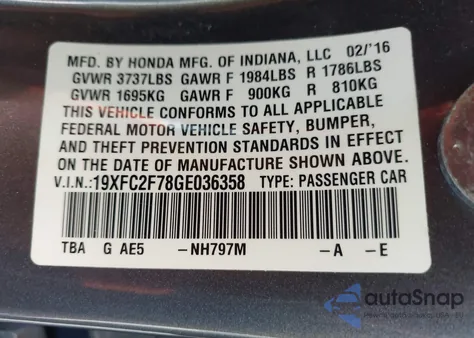 MFD. BY HONDA MFG. OF INDIANA, LLC 02/'16
GVWR 3737LBS GAWR F 1984LBS R 1786LBS
GVWR 1695KG GAWR F 900KG R 810KG
THIS VEHICLE CONFORMS TO ALL APPLICABLE
FEDERAL MOTOR VEHICLE SAFETY, BUMPER,
AND THEFT PREVENTION STANDARDS IN EFFECT
ON THE DATE OF MANUFACTURE SHOWN ABOVE.
V.I.N.:19XFC2F78GE036358 TYPE: PASSENGER CAR
TBA G AE5 -NH797M -A -E
autoSnap